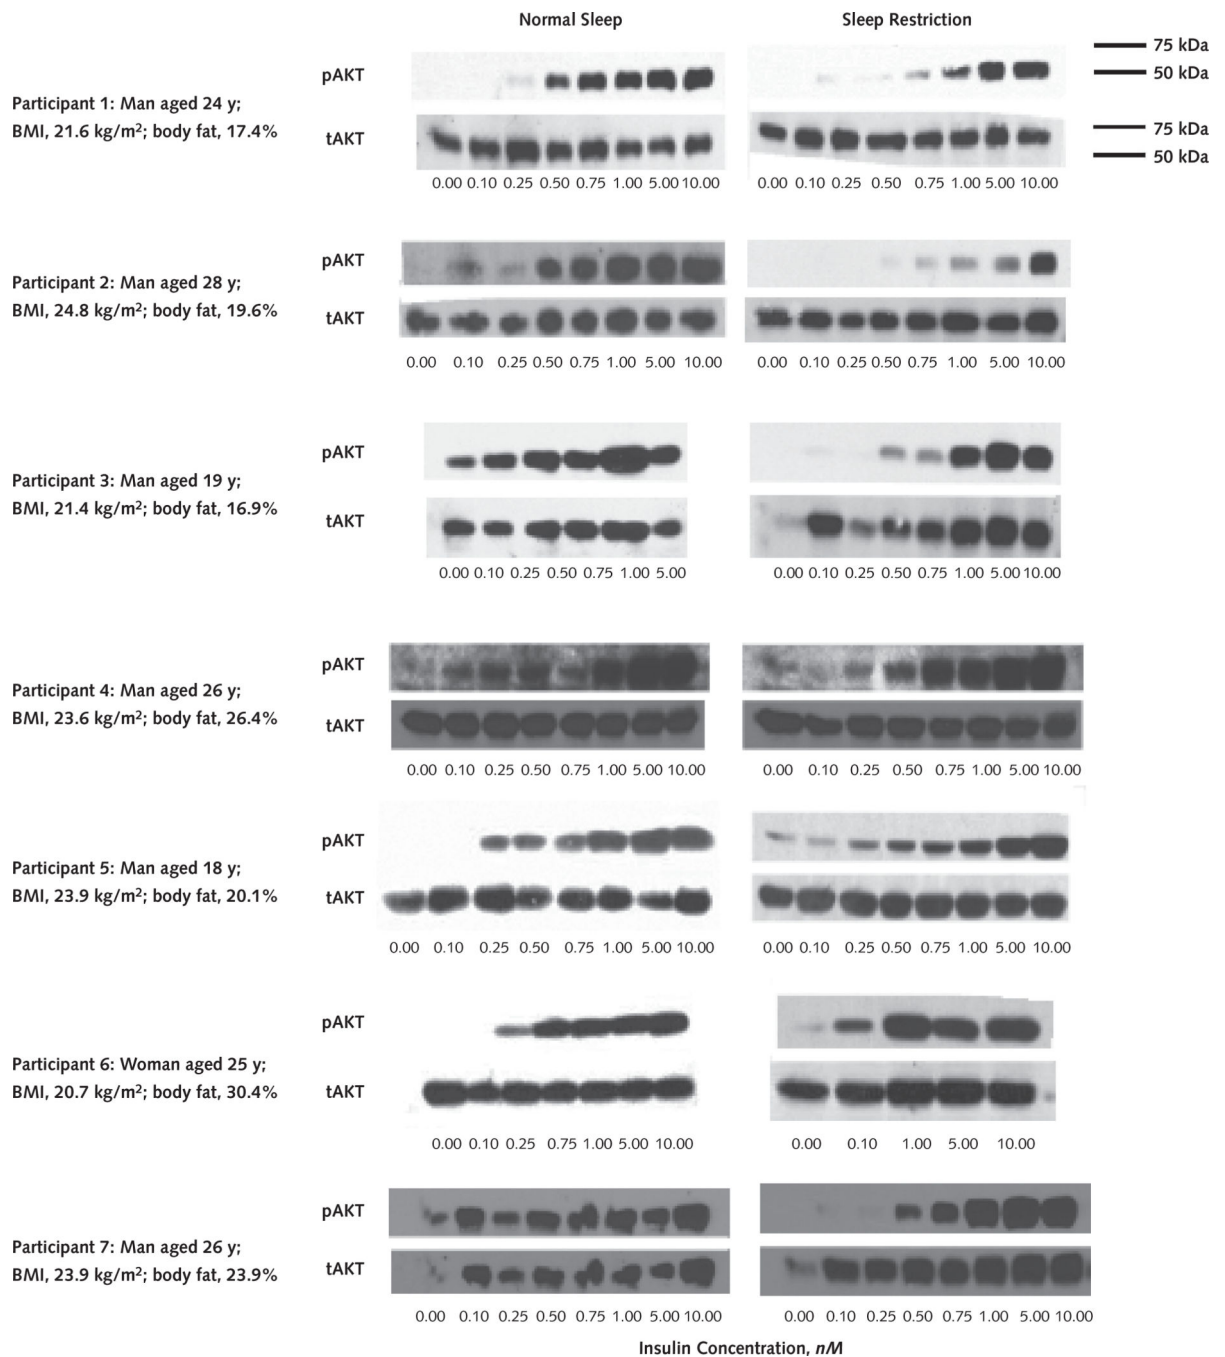 Normal Sleep Sleep Restriction
75 kDa
pAKT 50 kDa
Participant 1: Man aged 24 y;
BMI, 21.6 kg/m²; body fat, 17.4%
tAKT 75 kDa
50 kDa
0.00 0.10 0.25 0.50 0.75 1.00 5.00 10.00 0.00 0.10 0.25 0.50 0.75 1.00 5.00 10.00
pAKT
Participant 2: Man aged 28 y;
BMI, 24.8 kg/m²; body fat, 19.6%
tAKT
0.00 0.10 0.25 0.50 0.75 1.00 5.00 10.00 0.00 0.10 0.25 0.50 0.75 1.00 5.00 10.00
pAKT
Participant 3: Man aged 19 y;
BMI, 21.4 kg/m²; body fat, 16.9%
tAKT
0.00 0.10 0.25 0.50 0.75 1.00 5.00 0.00 0.10 0.25 0.50 0.75 1.00 5.00 10.00
pAKT
Participant 4: Man aged 26 y;
BMI, 23.6 kg/m²; body fat, 26.4%
tAKT
0.00 0.10 0.25 0.50 0.75 1.00 5.00 10.00 0.00 0.10 0.25 0.50 0.75 1.00 5.00 10.00
pAKT
Participant 5: Man aged 18 y;
BMI, 23.9 kg/m²; body fat, 20.1%
tAKT
0.00 0.10 0.25 0.50 0.75 1.00 5.00 10.00 0.00 0.10 0.25 0.50 0.75 1.00 5.00 10.00
pAKT
Participant 6: Woman aged 25 y;
BMI, 20.7 kg/m²; body fat, 30.4%
tAKT
0.00 0.10 0.25 0.75 1.00 5.00 10.00 0.00 0.10 1.00 5.00 10.00
pAKT
Participant 7: Man aged 26 y;
BMI, 23.9 kg/m²; body fat, 23.9%
tAKT
0.00 0.10 0.25 0.50 0.75 1.00 5.00 10.00 0.00 0.10 0.25 0.50 0.75 1.00 5.00 10.00
Insulin Concentration, nM